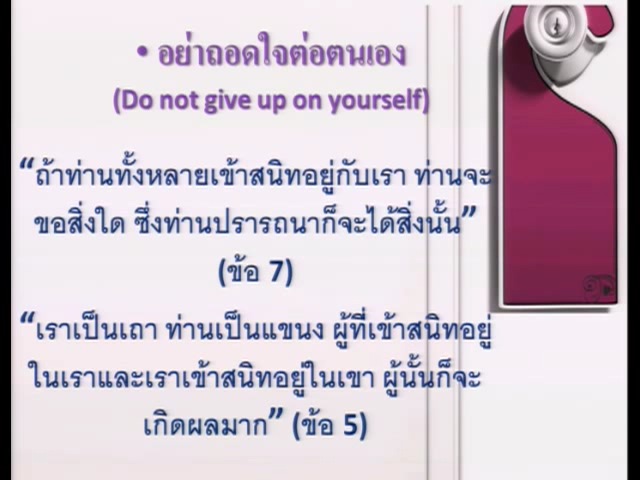 • อย่าถอดใจต่อตนเอง
(Do not give up on yourself)
“ถ้าท่านทั้งหลายเข้าสนิทอยู่กับเรา ท่านจะ
ขอสิ่งใด ซึ่งท่านปรารถนาก็จะได้สิ่งนั้น”
(ข้อ 7)
“เราเป็นเถา ท่านเป็นแขนง ผู้ที่เข้าสนิทอยู่
ในเราและเราเข้าสนิทอยู่ในเขา ผู้นั้นก็จะ
เกิดผลมาก” (ข้อ 5)